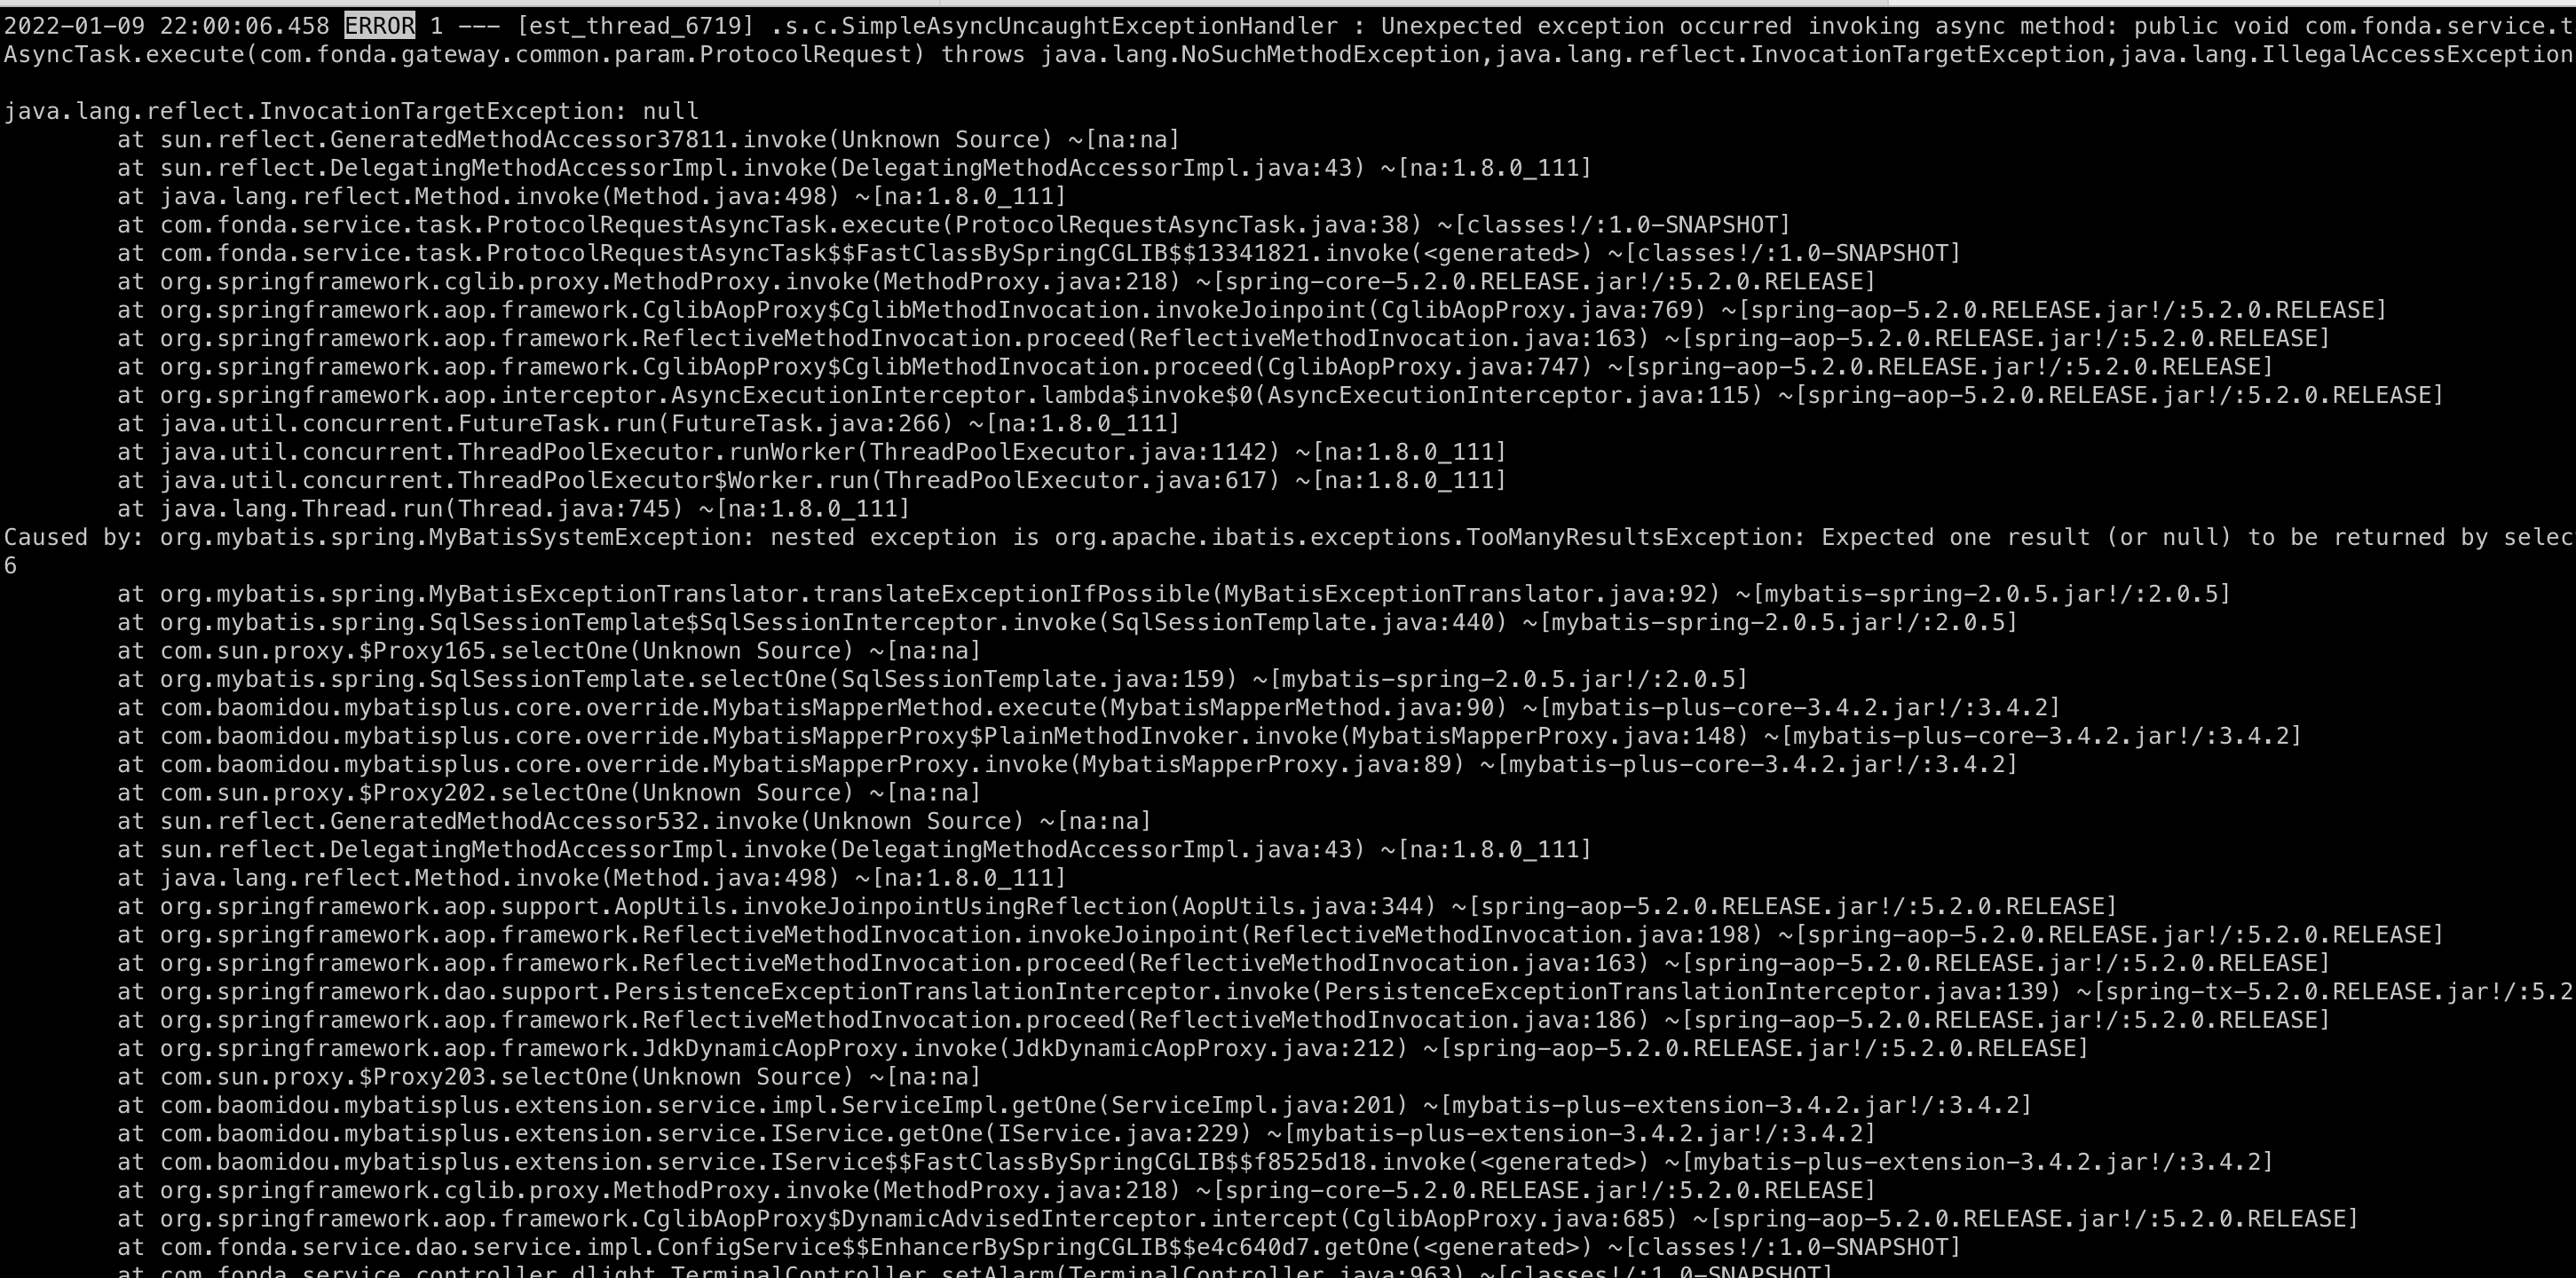 2022-01-09 22:00:06.458 ERROR 1 --- [est_thread_6719] .s.c.SimpleAsyncUncaughtExceptionHandler : Unexpected exception occurred invoking async method: public void com.fonda.service.t
AsyncTask.execute(com.fonda.gateway.common.param.ProtocolRequest) throws java.lang.NoSuchMethodException,java.lang.reflect.InvocationTargetException,java.lang.IllegalAccessException
java.lang.reflect.InvocationTargetException: null
at sun.reflect.GeneratedMethodAccessor37811.invoke(Unknown Source) ~[na:na]
at sun.reflect.DelegatingMethodAccessorImpl.invoke(DelegatingMethodAccessorImpl.java:43) ~[na:1.8.0_111]
at java.lang.reflect.Method.invoke(Method.java:498) ~[na:1.8.0_111]
at com.fonda.service.task.ProtocolRequestAsyncTask.execute(ProtocolRequestAsyncTask.java:38) ~[classes!/:1.0-SNAPSHOT]
at com.fonda.service.task.ProtocolRequestAsyncTask$$FastClassBySpringCGLIB$$13341821.invoke(<generated>) ~[classes!/:1.0-SNAPSHOT]
at org.springframework.cglib.proxy.MethodProxy.invoke(MethodProxy.java:218) ~[spring-core-5.2.0.RELEASE.jar!/:5.2.0.RELEASE]
at org.springframework.aop.framework.CglibAopProxy$CglibMethodInvocation.invokeJoinpoint(CglibAopProxy.java:769) ~[spring-aop-5.2.0.RELEASE.jar!/:5.2.0.RELEASE]
at org.springframework.aop.framework.ReflectiveMethodInvocation.proceed(ReflectiveMethodInvocation.java:163) ~[spring-aop-5.2.0.RELEASE.jar!/:5.2.0.RELEASE]
at org.springframework.aop.framework.CglibAopProxy$CglibMethodInvocation.proceed(CglibAopProxy.java:747) ~[spring-aop-5.2.0.RELEASE.jar!/:5.2.0.RELEASE]
at org.springframework.aop.interceptor.AsyncExecutionInterceptor.lambda$invoke$0(AsyncExecutionInterceptor.java:115) ~[spring-aop-5.2.0.RELEASE.jar!/:5.2.0.RELEASE]
at java.util.concurrent.FutureTask.run(FutureTask.java:266) ~[na:1.8.0_111]
at java.util.concurrent.ThreadPoolExecutor.runWorker(ThreadPoolExecutor.java:1142) ~[na:1.8.0_111]
at java.util.concurrent.ThreadPoolExecutor$Worker.run(ThreadPoolExecutor.java:617) ~[na:1.8.0_111]
at java.lang.Thread.run(Thread.java:745) ~[na:1.8.0_111]
Caused by: org.mybatis.spring.MyBatisSystemException: nested exception is org.apache.ibatis.exceptions.TooManyResultsException: Expected one result (or null) to be returned by selec
6
at org.mybatis.spring.MyBatisExceptionTranslator.translateExceptionIfPossible(MyBatisExceptionTranslator.java:92) ~[mybatis-spring-2.0.5.jar!/:2.0.5]
at org.mybatis.spring.SqlSessionTemplate$SqlSessionInterceptor.invoke(SqlSessionTemplate.java:440) ~[mybatis-spring-2.0.5.jar!/:2.0.5]
at com.sun.proxy.$Proxy165.selectOne(Unknown Source) ~[na:na]
at org.mybatis.spring.SqlSessionTemplate.selectOne(SqlSessionTemplate.java:159) ~[mybatis-spring-2.0.5.jar!/:2.0.5]
at com.baomidou.mybatisplus.core.override.MybatisMapperMethod.execute(MybatisMapperMethod.java:90) ~[mybatis-plus-core-3.4.2.jar!/:3.4.2]
at com.baomidou.mybatisplus.core.override.MybatisMapperProxy$PlainMethodInvoker.invoke(MybatisMapperProxy.java:148) ~[mybatis-plus-core-3.4.2.jar!/:3.4.2]
at com.baomidou.mybatisplus.core.override.MybatisMapperProxy.invoke(MybatisMapperProxy.java:89) ~[mybatis-plus-core-3.4.2.jar!/:3.4.2]
at com.sun.proxy.$Proxy202.selectOne(Unknown Source) ~[na:na]
at sun.reflect.GeneratedMethodAccessor532.invoke(Unknown Source) ~[na:na]
at sun.reflect.DelegatingMethodAccessorImpl.invoke(DelegatingMethodAccessorImpl.java:43) ~[na:1.8.0_111]
at java.lang.reflect.Method.invoke(Method.java:498) ~[na:1.8.0_111]
at org.springframework.aop.support.AopUtils.invokeJoinpointUsingReflection(AopUtils.java:344) ~[spring-aop-5.2.0.RELEASE.jar!/:5.2.0.RELEASE]
at org.springframework.aop.framework.ReflectiveMethodInvocation.invokeJoinpoint(ReflectiveMethodInvocation.java:198) ~[spring-aop-5.2.0.RELEASE.jar!/:5.2.0.RELEASE]
at org.springframework.aop.framework.ReflectiveMethodInvocation.proceed(ReflectiveMethodInvocation.java:163) ~[spring-aop-5.2.0.RELEASE.jar!/:5.2.0.RELEASE]
at org.springframework.dao.support.PersistenceExceptionTranslationInterceptor.invoke(PersistenceExceptionTranslationInterceptor.java:139) ~[spring-tx-5.2.0.RELEASE.jar!/:5.2
at org.springframework.aop.framework.ReflectiveMethodInvocation.proceed(ReflectiveMethodInvocation.java:186) ~[spring-aop-5.2.0.RELEASE.jar!/:5.2.0.RELEASE]
at org.springframework.aop.framework.JdkDynamicAopProxy.invoke(JdkDynamicAopProxy.java:212) ~[spring-aop-5.2.0.RELEASE.jar!/:5.2.0.RELEASE]
at com.sun.proxy.$Proxy203.selectOne(Unknown Source) ~[na:na]
at com.baomidou.mybatisplus.extension.service.impl.ServiceImpl.getOne(ServiceImpl.java:201) ~[mybatis-plus-extension-3.4.2.jar!/:3.4.2]
at com.baomidou.mybatisplus.extension.service.IService.getOne(IService.java:229) ~[mybatis-plus-extension-3.4.2.jar!/:3.4.2]
at com.baomidou.mybatisplus.extension.service.IService$$FastClassBySpringCGLIB$$f8525d18.invoke(<generated>) ~[mybatis-plus-extension-3.4.2.jar!/:3.4.2]
at org.springframework.cglib.proxy.MethodProxy.invoke(MethodProxy.java:218) ~[spring-core-5.2.0.RELEASE.jar!/:5.2.0.RELEASE]
at org.springframework.aop.framework.CglibAopProxy$DynamicAdvisedInterceptor.intercept(CglibAopProxy.java:685) ~[spring-aop-5.2.0.RELEASE.jar!/:5.2.0.RELEASE]
at com.fonda.service.dao.service.impl.ConfigService$$EnhancerBySpringCGLIB$$e4c640d7.getOne(<generated>) ~[classes!/:1.0-SNAPSHOT]
at com.fonda.service.controller.dlight.TerminalController.setAlarm(TerminalController.java:963) ~[classes!/:1.0-SNAPSHOT]